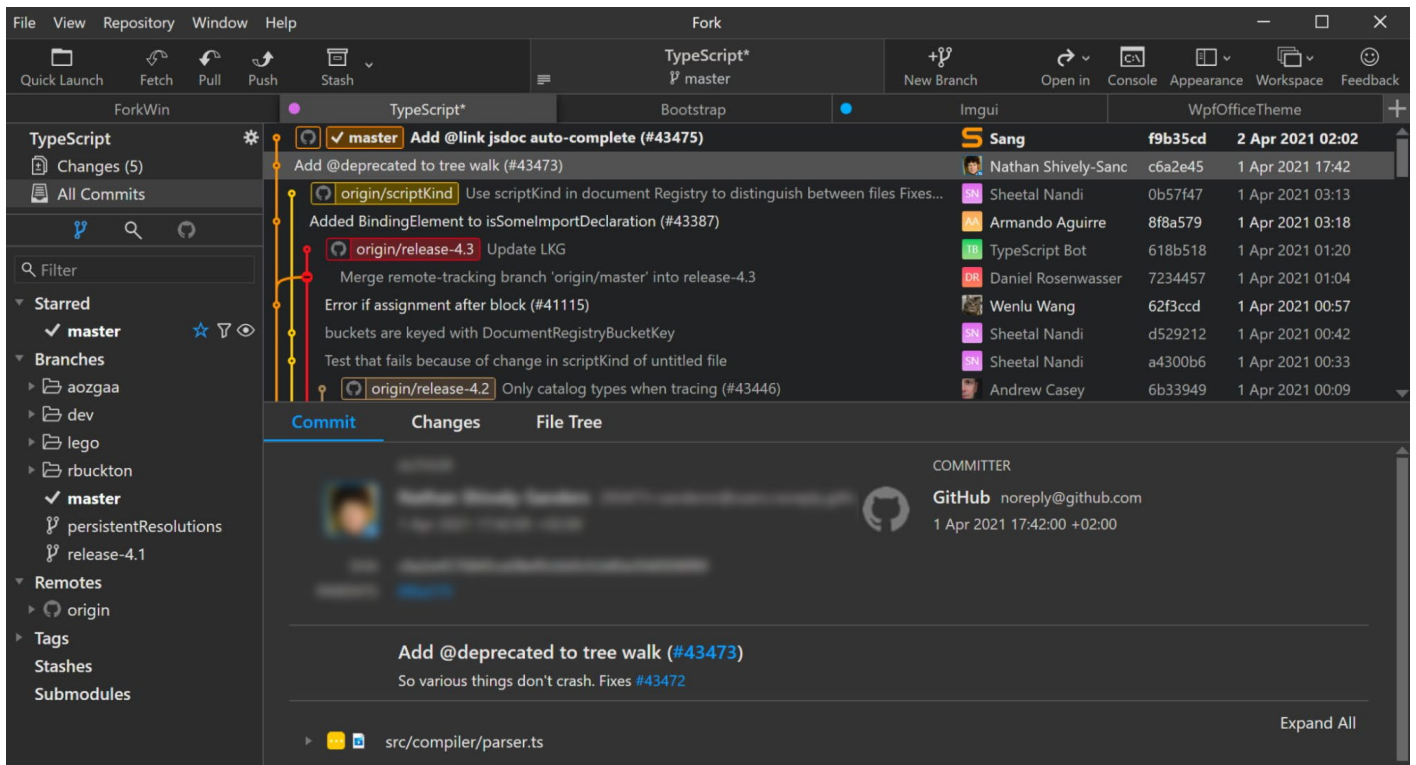 File View Repository Window Help
Fork
Quick Launch
Fetch
Pull
Push
Stash
TypeScript*
master
New Branch
Open in
Console
Appearance
Workspace
Feedback
ForkWin
TypeScript*
Bootstrap
Imgui
WpfOfficeTheme
TypeScript
Changes (5)
All Commits
Filter
Starred
master
Branches
aozgaa
dev
lego
rbuckton
master
persistentResolutions
release-4.1
Remotes
origin
Tags
Stashes
Submodules
master Add @link jsdoc auto-complete (#43475) Sang f9b35cd 2 Apr 2021 02:02
Add @deprecated to tree walk (#43473) Nathan Shively-Sanc c6a2e45 1 Apr 2021 17:42
origin/scriptKind Use scriptKind in document Registry to distinguish between files Fixes... SN Sheetal Nandi 0b57f47 1 Apr 2021 03:13
Added BindingElement to isSomeImportDeclaration (#43387) AA Armando Aguirre 8f8a579 1 Apr 2021 03:18
origin/release-4.3 Update LKG TB TypeScript Bot 618b518 1 Apr 2021 01:20
Merge remote-tracking branch 'origin/master' into release-4.3 DR Daniel Rosenwasser 7234457 1 Apr 2021 01:04
Error if assignment after block (#41115) Wenlu Wang 62f3ccd 1 Apr 2021 00:57
buckets are keyed with DocumentRegistryBucketKey SN Sheetal Nandi d529212 1 Apr 2021 00:42
Test that fails because of change in scriptKind of untitled file SN Sheetal Nandi a4300b6 1 Apr 2021 00:33
origin/release-4.2 Only catalog types when tracing (#43446) Andrew Casey 6b33949 1 Apr 2021 00:09
Commit Changes File Tree
COMMITTER
GitHub noreply@github.com
1 Apr 2021 17:42:00 +02:00
Add @deprecated to tree walk (#43473)
So various things don't crash. Fixes #43472
Expand All
src/compiler/parser.ts